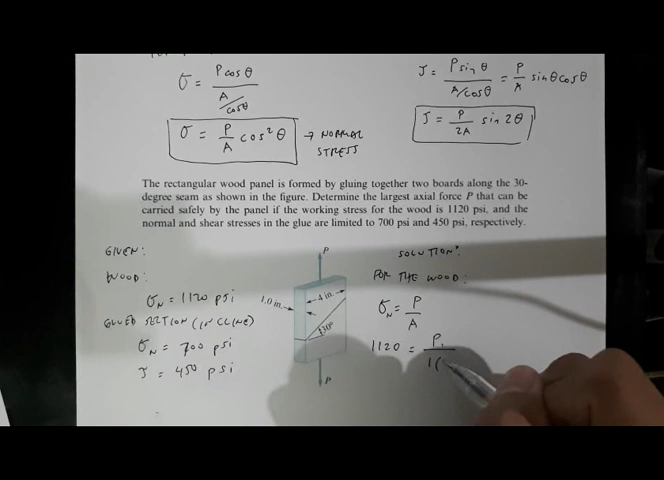 σ = P cos θ / (A / cos θ)
σ = P/A cos²θ → NORMAL STRESS
J = P sin θ / (A/cos θ) = P/A sin θ cos θ
J = P/2A sin 2θ
The rectangular wood panel is formed by gluing together two boards along the 30-
degree seam as shown in the figure. Determine the largest axial force P that can be
carried safely by the panel if the working stress for the wood is 1120 psi, and the
normal and shear stresses in the glue are limited to 700 psi and 450 psi, respectively.
GIVEN:
WOOD:
σN = 1120 psi
GLUED SECTION (INCLINE)
σN = 700 psi
J = 450 psi
P
4 in.
1.0 in.
30°
P
SOLUTION:
FOR THE WOOD:
σN = P/A
1120 = P1 / 1(